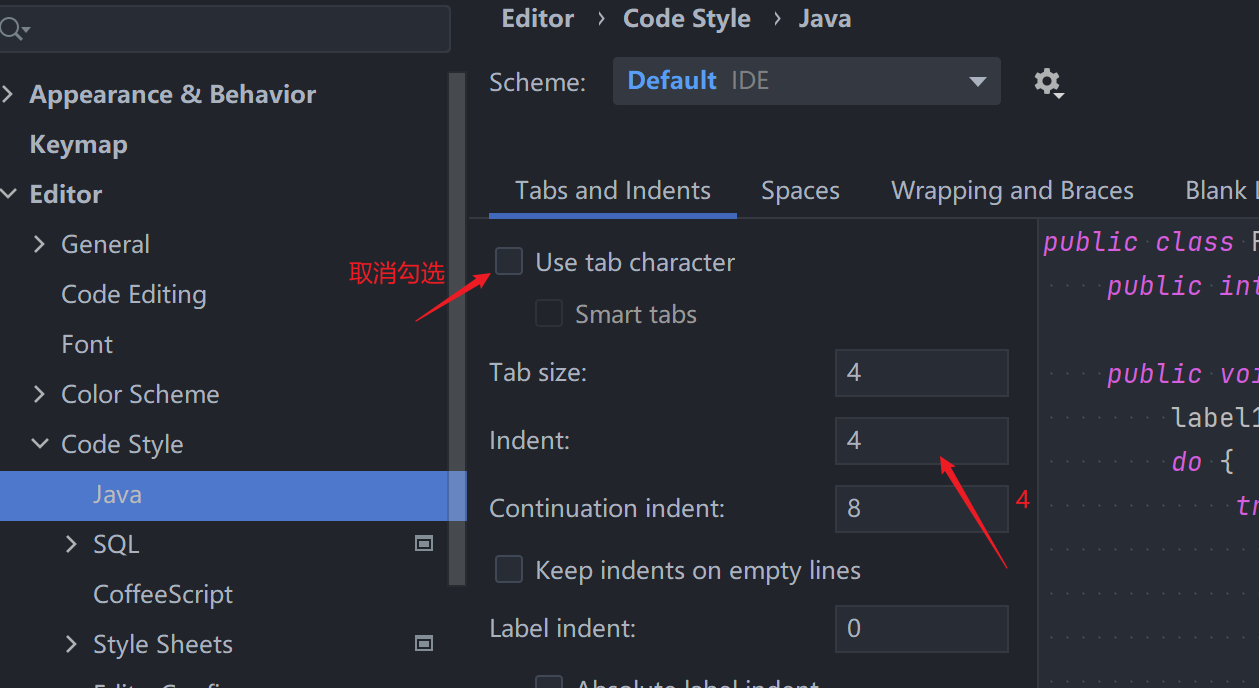 Editor › Code Style › Java
Scheme: Default IDE
Appearance & Behavior
Keymap
Editor
General
Code Editing
Font
Color Scheme
Code Style
Java
SQL
CoffeeScript
Style Sheets
Tabs and Indents Spaces Wrapping and Braces Blank
取消勾选
Use tab character
Smart tabs
Tab size: 4
Indent: 4
Continuation indent: 8
4
Keep indents on empty lines
Label indent: 0
Absolute label indent
public class
public int
public voi
label1
do {
tr